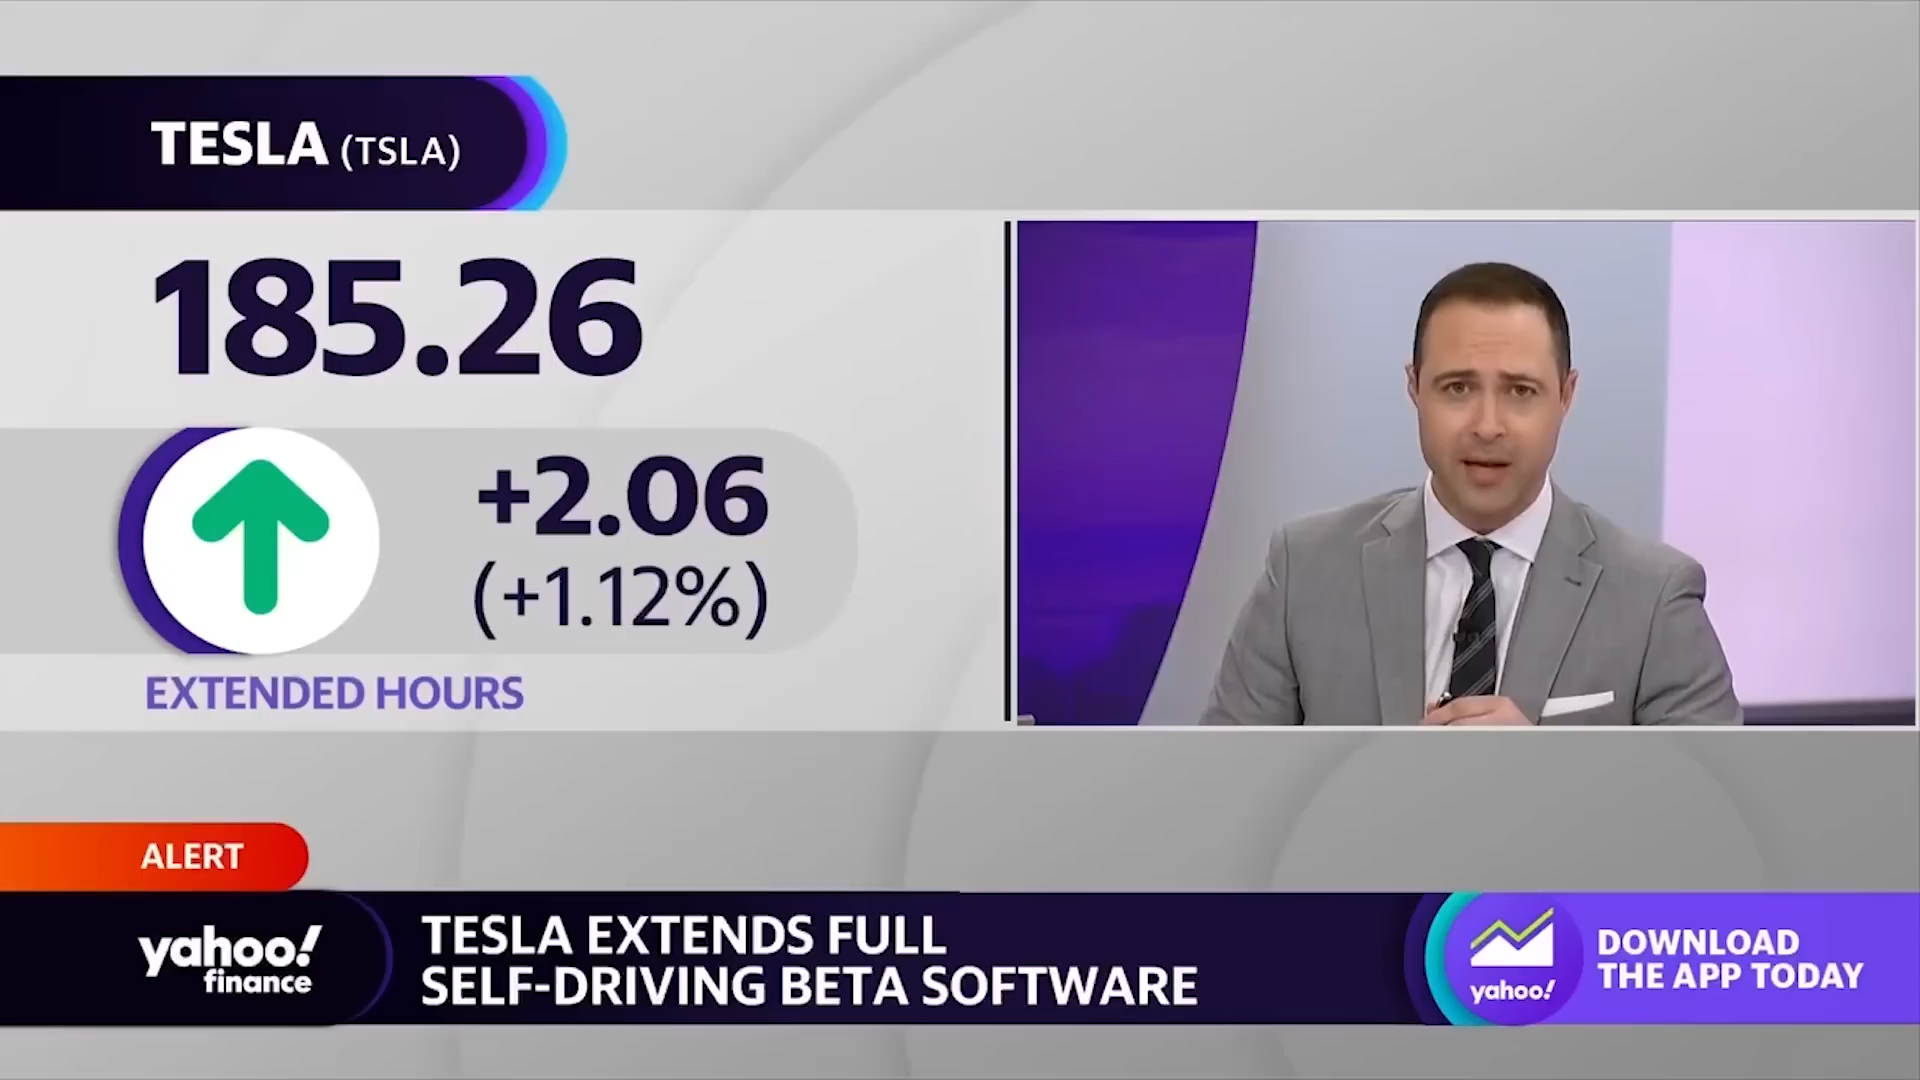 TESLA (TSLA)
185.26
+2.06
(+1.12%)
EXTENDED HOURS
ALERT
yahoo!
finance
TESLA EXTENDS FULL
SELF-DRIVING BETA SOFTWARE
yahoo!
DOWNLOAD
THE APP TODAY